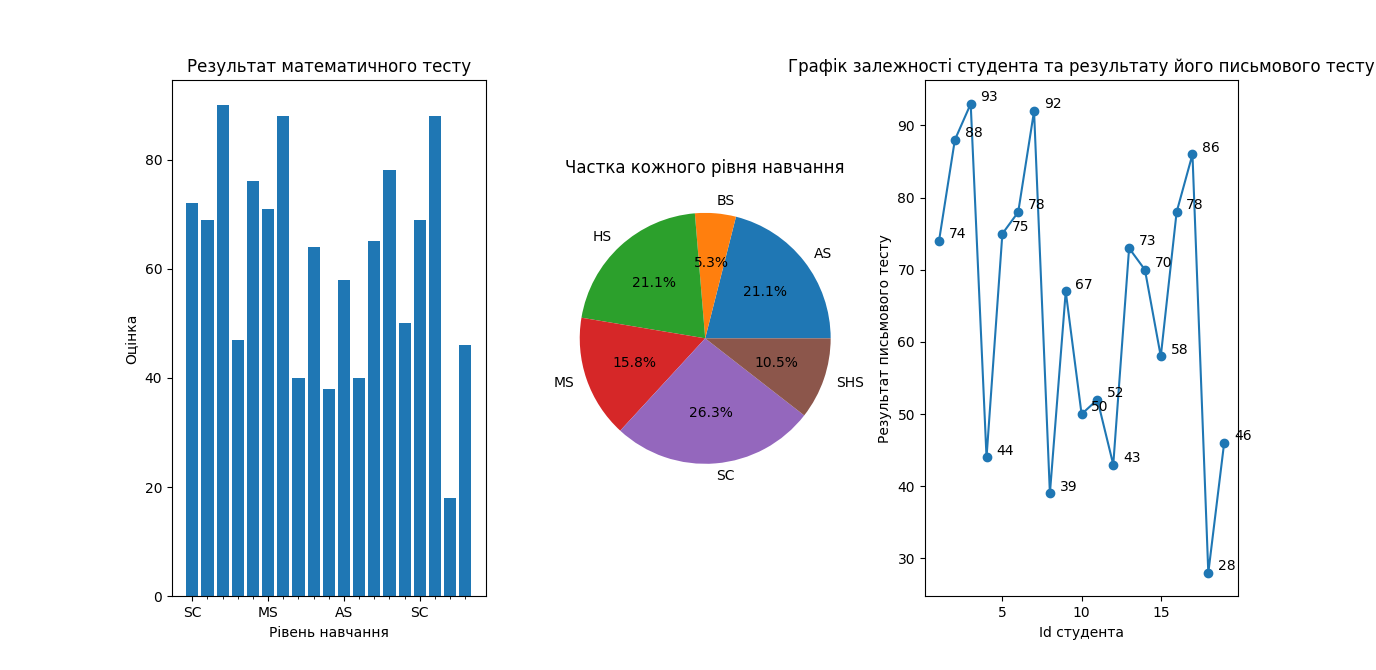 Результат математичного тесту
80
60
40
20
0
Оцінка
SC
MS
AS
SC
Рівень навчання
Частка кожного рівня навчання
BS
HS
AS
5.3%
21.1%
21.1%
15.8%
10.5%
MS
SHS
26.3%
SC
Графік залежності студента та результату його письмового тесту
90
80
70
60
50
40
30
Результат письмового тесту
74
88
93
44
75
78
92
39
67
50
52
43
73
70
58
78
86
28
46
5
10
15
Id студента